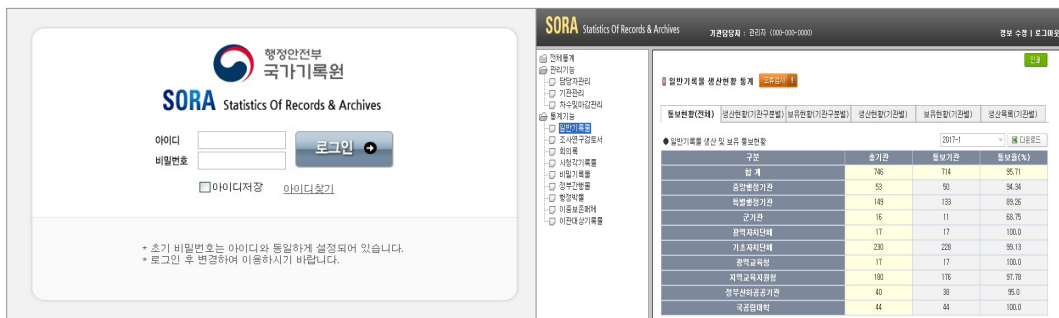 행정안전부
국가기록원
SORA Statistics Of Records & Archives
아이디
비밀번호
로그인
아이디저장 아이디찾기
* 초기 비밀번호는 아이디와 동일하게 설정되어 있습니다.
* 로그인 후 변경하여 이용하시기 바랍니다.
SORA Statistics Of Records & Archives 기관담당자 : 관리자 (000-000-0000) 정보 수정 | 로그아웃
전체통계
관리기능
담당자관리
기관관리
차수및마감관리
통계기능
일반기록물
조사연구검토서
회의록
시청각기록물
비밀기록물
정부간행물
행정박물
이중보존매체
이관대상기록물
인쇄
일반기록물 생산현황 통계 오류검사 !
통보현황(전체) 생산현황(기관구분별) 보유현황(기관구분별) 생산현황(기관별) 보유현황(기관별) 생산목록(기관별)
● 일반기록물 생산 및 보유 통보현황 2017-1 다운로드
구분 총기관 통보기관 통보율(%)
합 계 746 714 95.71
중앙행정기관 53 50 94.34
특별행정기관 149 133 89.26
군기관 16 11 68.75
광역자치단체 17 17 100.0
기초자치단체 230 228 99.13
광역교육청 17 17 100.0
지역교육지원청 180 176 97.78
정부산하공공기관 40 38 95.0
국공립대학 44 44 100.0